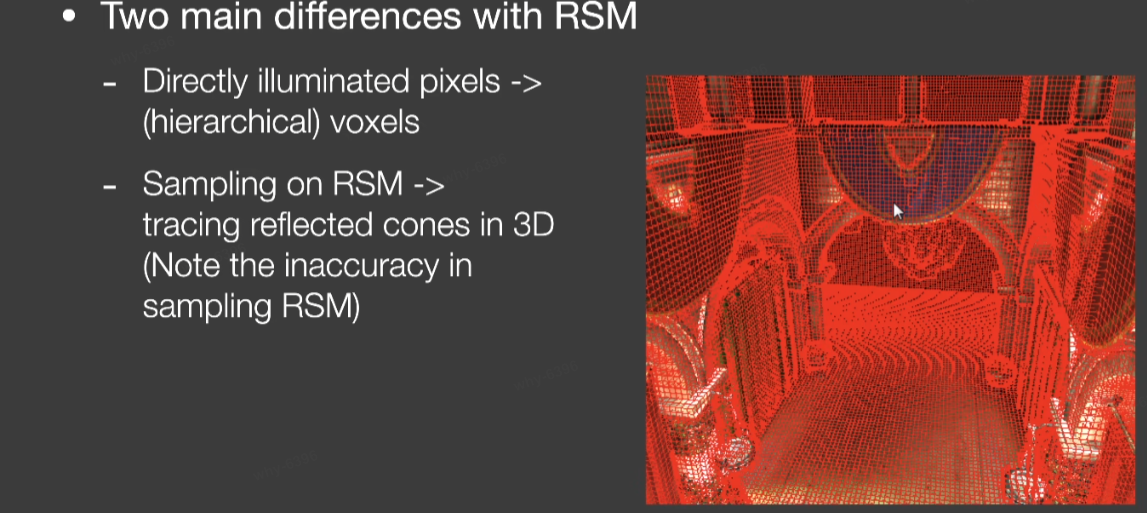 • Two main differences with RSM
- Directly illuminated pixels ->
(hierarchical) voxels
- Sampling on RSM ->
tracing reflected cones in 3D
(Note the inaccuracy in
sampling RSM)